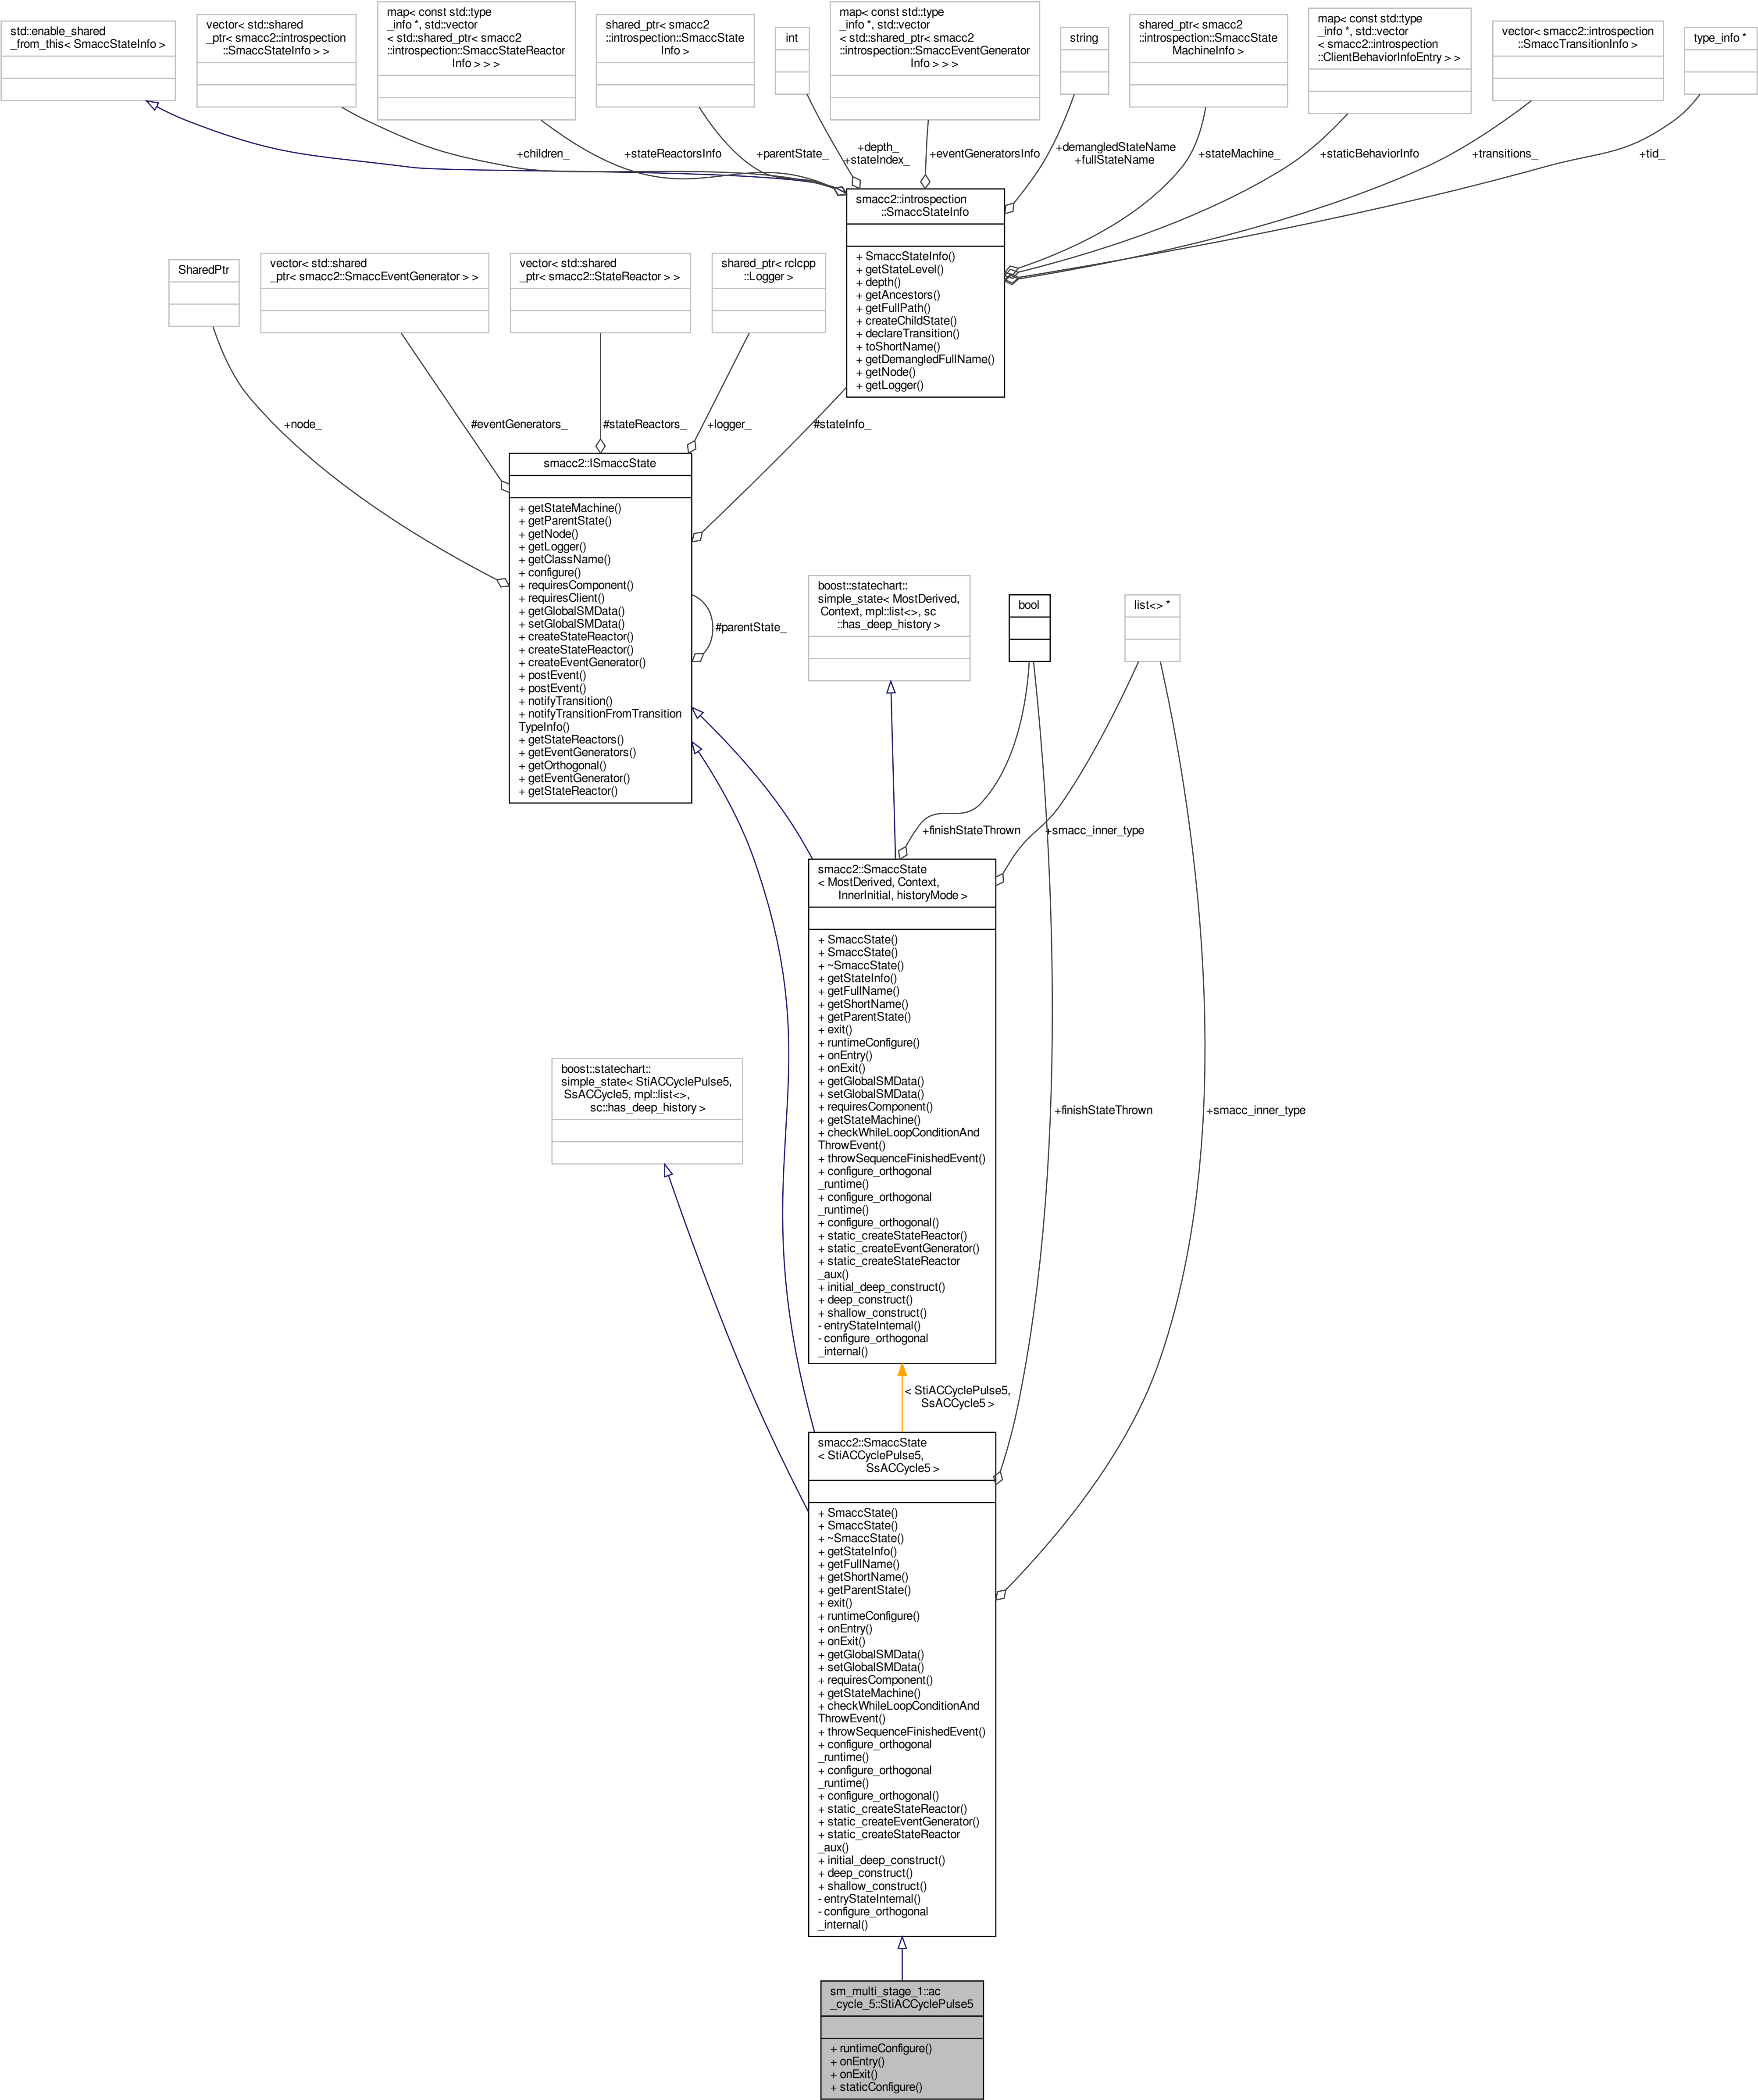 std::enable_shared
_from_this< SmaccStateInfo >
vector< std::shared
_ptr< smacc2::introspection
::SmaccStateInfo > >
map< const std::type
_info *, std::vector
< std::shared_ptr< smacc2
::introspection::SmaccStateReactor
Info > > >
shared_ptr< smacc2
::introspection::SmaccState
Info >
int
map< const std::type
_info *, std::vector
< std::shared_ptr< smacc2
::introspection::SmaccEventGenerator
Info > > >
string
shared_ptr< smacc2
::introspection::SmaccState
MachineInfo >
map< const std::type
_info *, std::vector
< smacc2::introspection
::ClientBehaviorInfoEntry > >
vector< smacc2::introspection
::SmaccTransitionInfo >
type_info *
+children_
+stateReactorsInfo
+parentState_
+depth_
+stateIndex_
+eventGeneratorsInfo
+demangledStateName
+fullStateName
+stateMachine_
+staticBehaviorInfo
+transitions_
+tid_
smacc2::introspection
::SmaccStateInfo
+ SmaccStateInfo()
+ getStateLevel()
+ depth()
+ getAncestors()
+ getFullPath()
+ createChildState()
+ declareTransition()
+ toShortName()
+ getDemangledFullName()
+ getNode()
+ getLogger()
SharedPtr
vector< std::shared
_ptr< smacc2::SmaccEventGenerator > >
vector< std::shared
_ptr< smacc2::StateReactor > >
shared_ptr< rclcpp
::Logger >
+node_
#eventGenerators_
#stateReactors_
+logger_
#stateInfo_
smacc2::ISmaccState
+ getStateMachine()
+ getParentState()
+ getNode()
+ getLogger()
+ getClassName()
+ configure()
+ requiresComponent()
+ requiresClient()
+ getGlobalSMData()
+ setGlobalSMData()
+ createStateReactor()
+ createStateReactor()
+ createEventGenerator()
+ postEvent()
+ postEvent()
+ notifyTransition()
+ notifyTransitionFromTransition
TypeInfo()
+ getStateReactors()
+ getEventGenerators()
+ getOrthogonal()
+ getEventGenerator()
+ getStateReactor()
#parentState_
boost::statechart::
simple_state< MostDerived,
Context, mpl::list<>, sc
::has_deep_history >
bool
list<> *
+finishStateThrown
+smacc_inner_type
smacc2::SmaccState
< MostDerived, Context,
InnerInitial, historyMode >
+ SmaccState()
+ SmaccState()
+ ~SmaccState()
+ getStateInfo()
+ getFullName()
+ getShortName()
+ getParentState()
+ exit()
+ runtimeConfigure()
+ onEntry()
+ onExit()
+ getGlobalSMData()
+ setGlobalSMData()
+ requiresComponent()
+ getStateMachine()
+ checkWhileLoopConditionAnd
ThrowEvent()
+ throwSequenceFinishedEvent()
+ configure_orthogonal
_runtime()
+ configure_orthogonal
_runtime()
+ configure_orthogonal()
+ static_createStateReactor()
+ static_createEventGenerator()
+ static_createStateReactor
_aux()
+ initial_deep_construct()
+ deep_construct()
+ shallow_construct()
- entryStateInternal()
- configure_orthogonal
_internal()
boost::statechart::
simple_state< StiACCyclePulse5,
SsACCycle5, mpl::list<>,
sc::has_deep_history >
+finishStateThrown
+smacc_inner_type
< StiACCyclePulse5,
SsACCycle5 >
smacc2::SmaccState
< StiACCyclePulse5,
SsACCycle5 >
+ SmaccState()
+ SmaccState()
+ ~SmaccState()
+ getStateInfo()
+ getFullName()
+ getShortName()
+ getParentState()
+ exit()
+ runtimeConfigure()
+ onEntry()
+ onExit()
+ getGlobalSMData()
+ setGlobalSMData()
+ requiresComponent()
+ getStateMachine()
+ checkWhileLoopConditionAnd
ThrowEvent()
+ throwSequenceFinishedEvent()
+ configure_orthogonal
_runtime()
+ configure_orthogonal
_runtime()
+ configure_orthogonal()
+ static_createStateReactor()
+ static_createEventGenerator()
+ static_createStateReactor
_aux()
+ initial_deep_construct()
+ deep_construct()
+ shallow_construct()
- entryStateInternal()
- configure_orthogonal
_internal()
sm_multi_stage_1::ac
_cycle_5::StiACCyclePulse5
+ runtimeConfigure()
+ onEntry()
+ onExit()
+ staticConfigure()